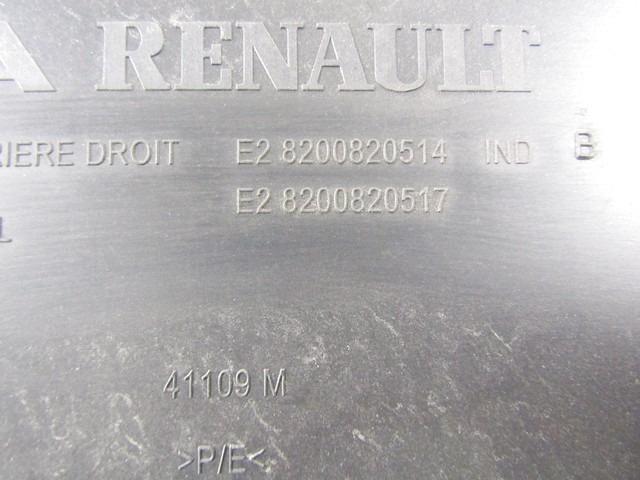 RENAULT
RIERE DROIT E2 8200820514 IND B
E2 8200820517
41109 M
>P/E<